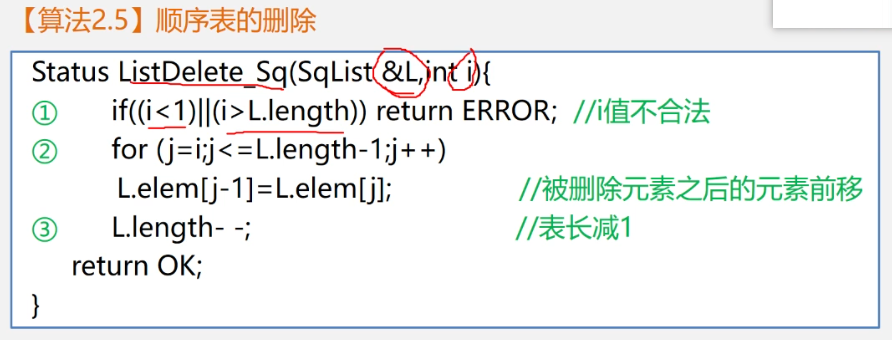 【算法2.5】顺序表的删除
Status ListDelete_Sq(SqList &L,int i){
① if((i<1)||(i>L.length)) return ERROR; //i值不合法
② for (j=i;j<=L.length-1;j++)
L.elem[j-1]=L.elem[j]; //被删除元素之后的元素前移
③ L.length- -; //表长减1
return OK;
}